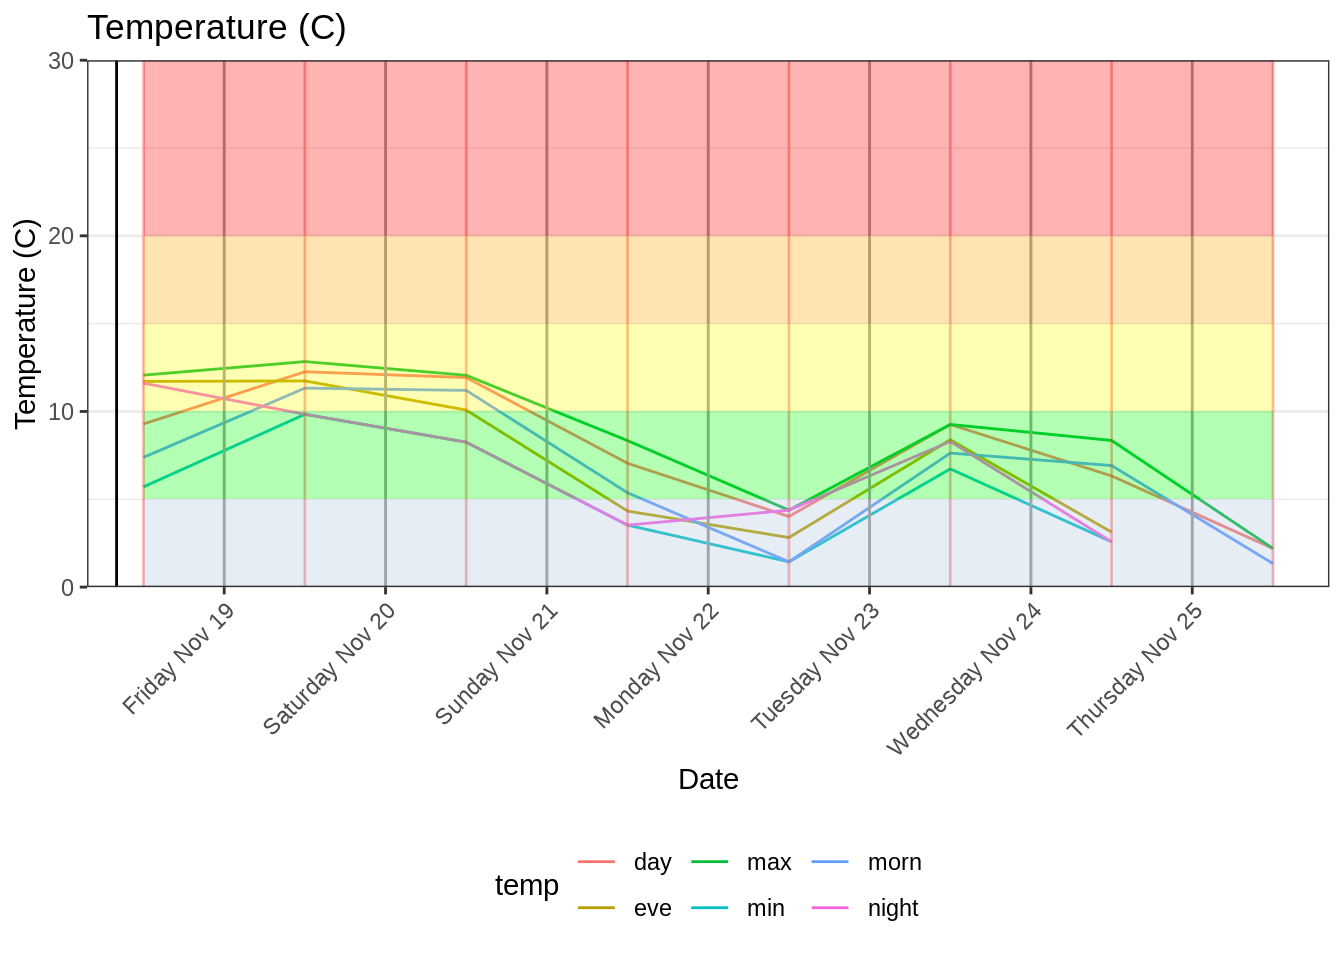 Temperature (C)
Temperature (C)
30
20
10
0
Friday Nov 19
Saturday Nov 20
Sunday Nov 21
Monday Nov 22
Tuesday Nov 23
Wednesday Nov 24
Thursday Nov 25
Date
temp
day
max
morn
eve
min
night